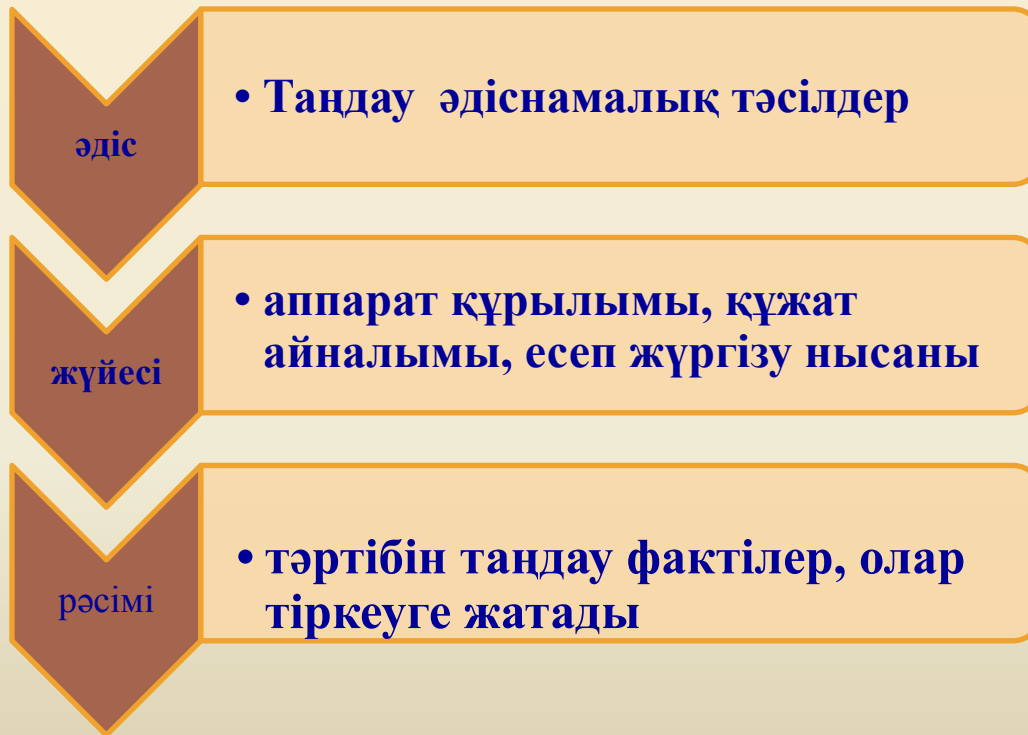 әдіс
• Таңдау әдіснамалық тәсілдер
жүйесі
• аппарат құрылымы, құжат
айналымы, есеп жүргізу нысаны
рәсімі
• тәртібін таңдау фактілер, олар
тіркеуге жатады